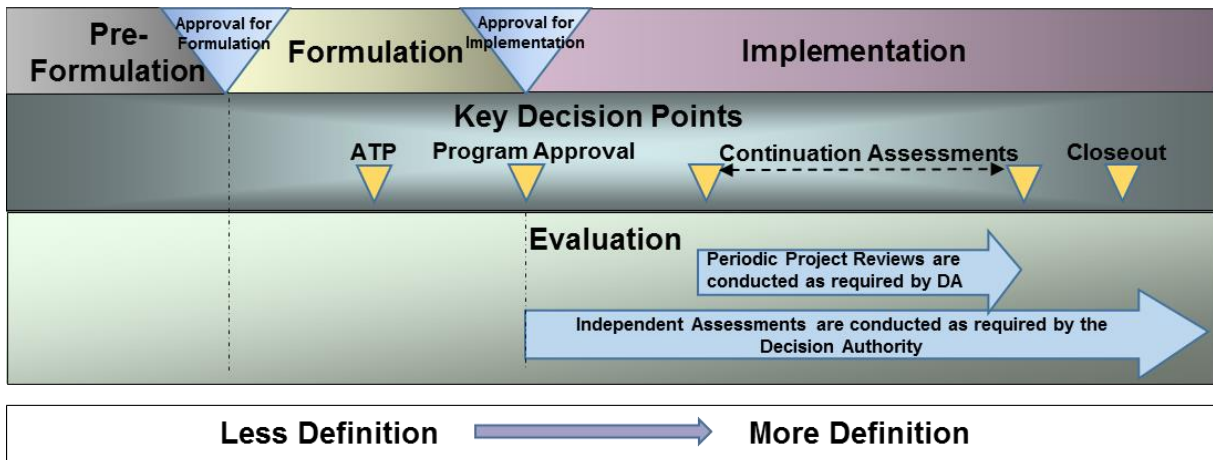 Pre-
Formulation
Approval for
Formulation
Formulation
Approval for
Implementation
Implementation
Key Decision Points
ATP
Program Approval
Continuation Assessments
Closeout
Evaluation
Periodic Project Reviews are
conducted as required by DA
Independent Assessments are conducted as required by the
Decision Authority
Less Definition
More Definition